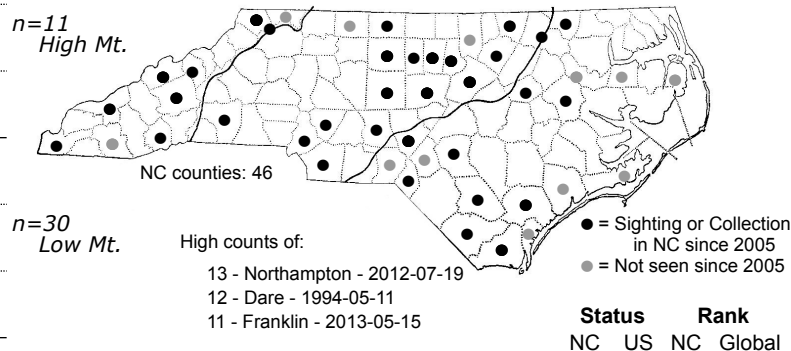 n=11
High Mt.
NC counties: 46
n=30
Low Mt.
High counts of:
13 - Northampton - 2012-07-19
12 - Dare - 1994-05-11
11 - Franklin - 2013-05-15
● = Sighting or Collection
in NC since 2005
● = Not seen since 2005
Status Rank
NC US NC Global